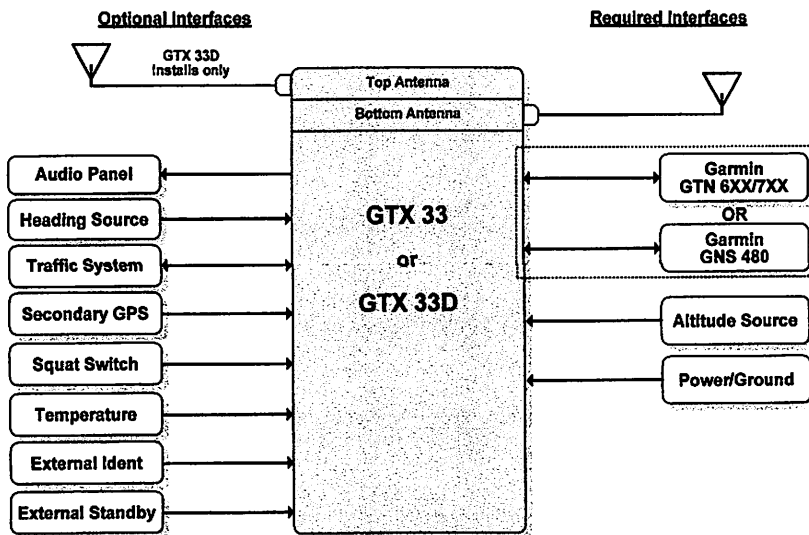 Optional Interfaces
Required Interfaces
GTX 33D
Installs only
Top Antenna
Bottom Antenna
Audio Panel
Heading Source
Traffic System
Secondary GPS
Squat Switch
Temperature
External Ident
External Standby
GTX 33
or
GTX 33D
Garmin
GTN 6XX/7XX
OR
Garmin
GNS 480
Altitude Source
Power/Ground